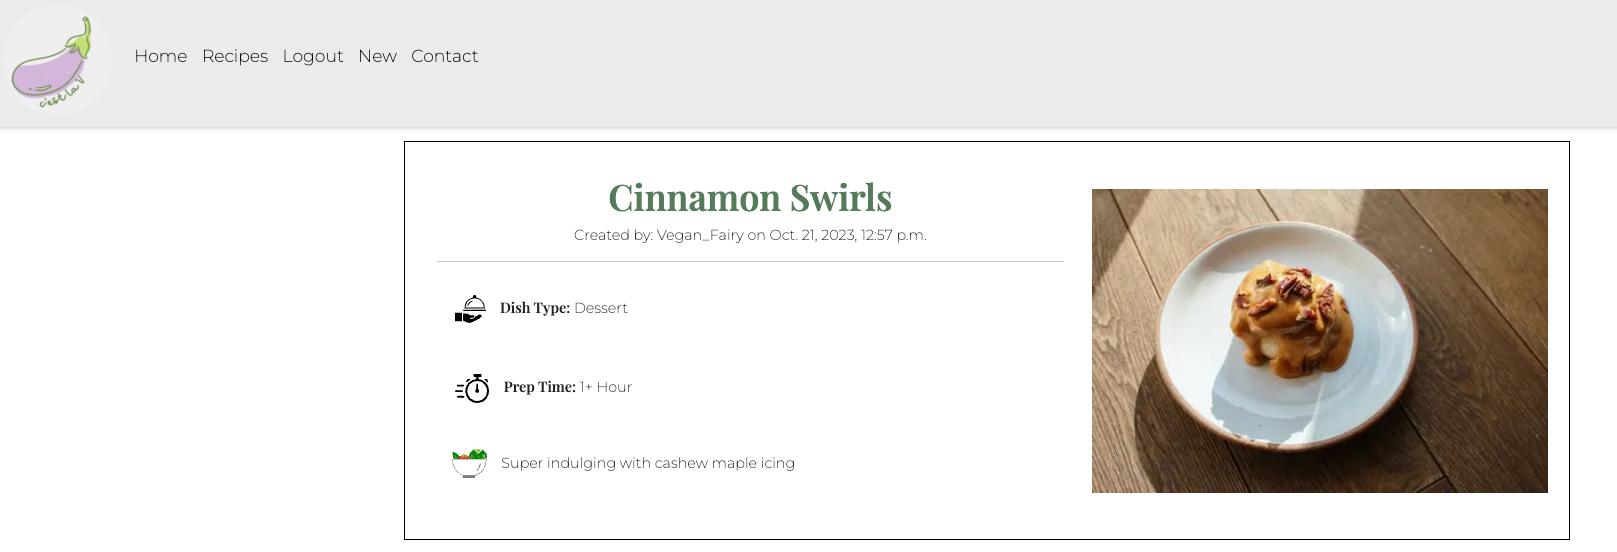 c'est la
Home Recipes Logout New Contact
Cinnamon Swirls
Created by: Vegan_Fairy on Oct. 21, 2023, 12:57 p.m.
Dish Type: Dessert
Prep Time: 1+ Hour
Super indulging with cashew maple icing